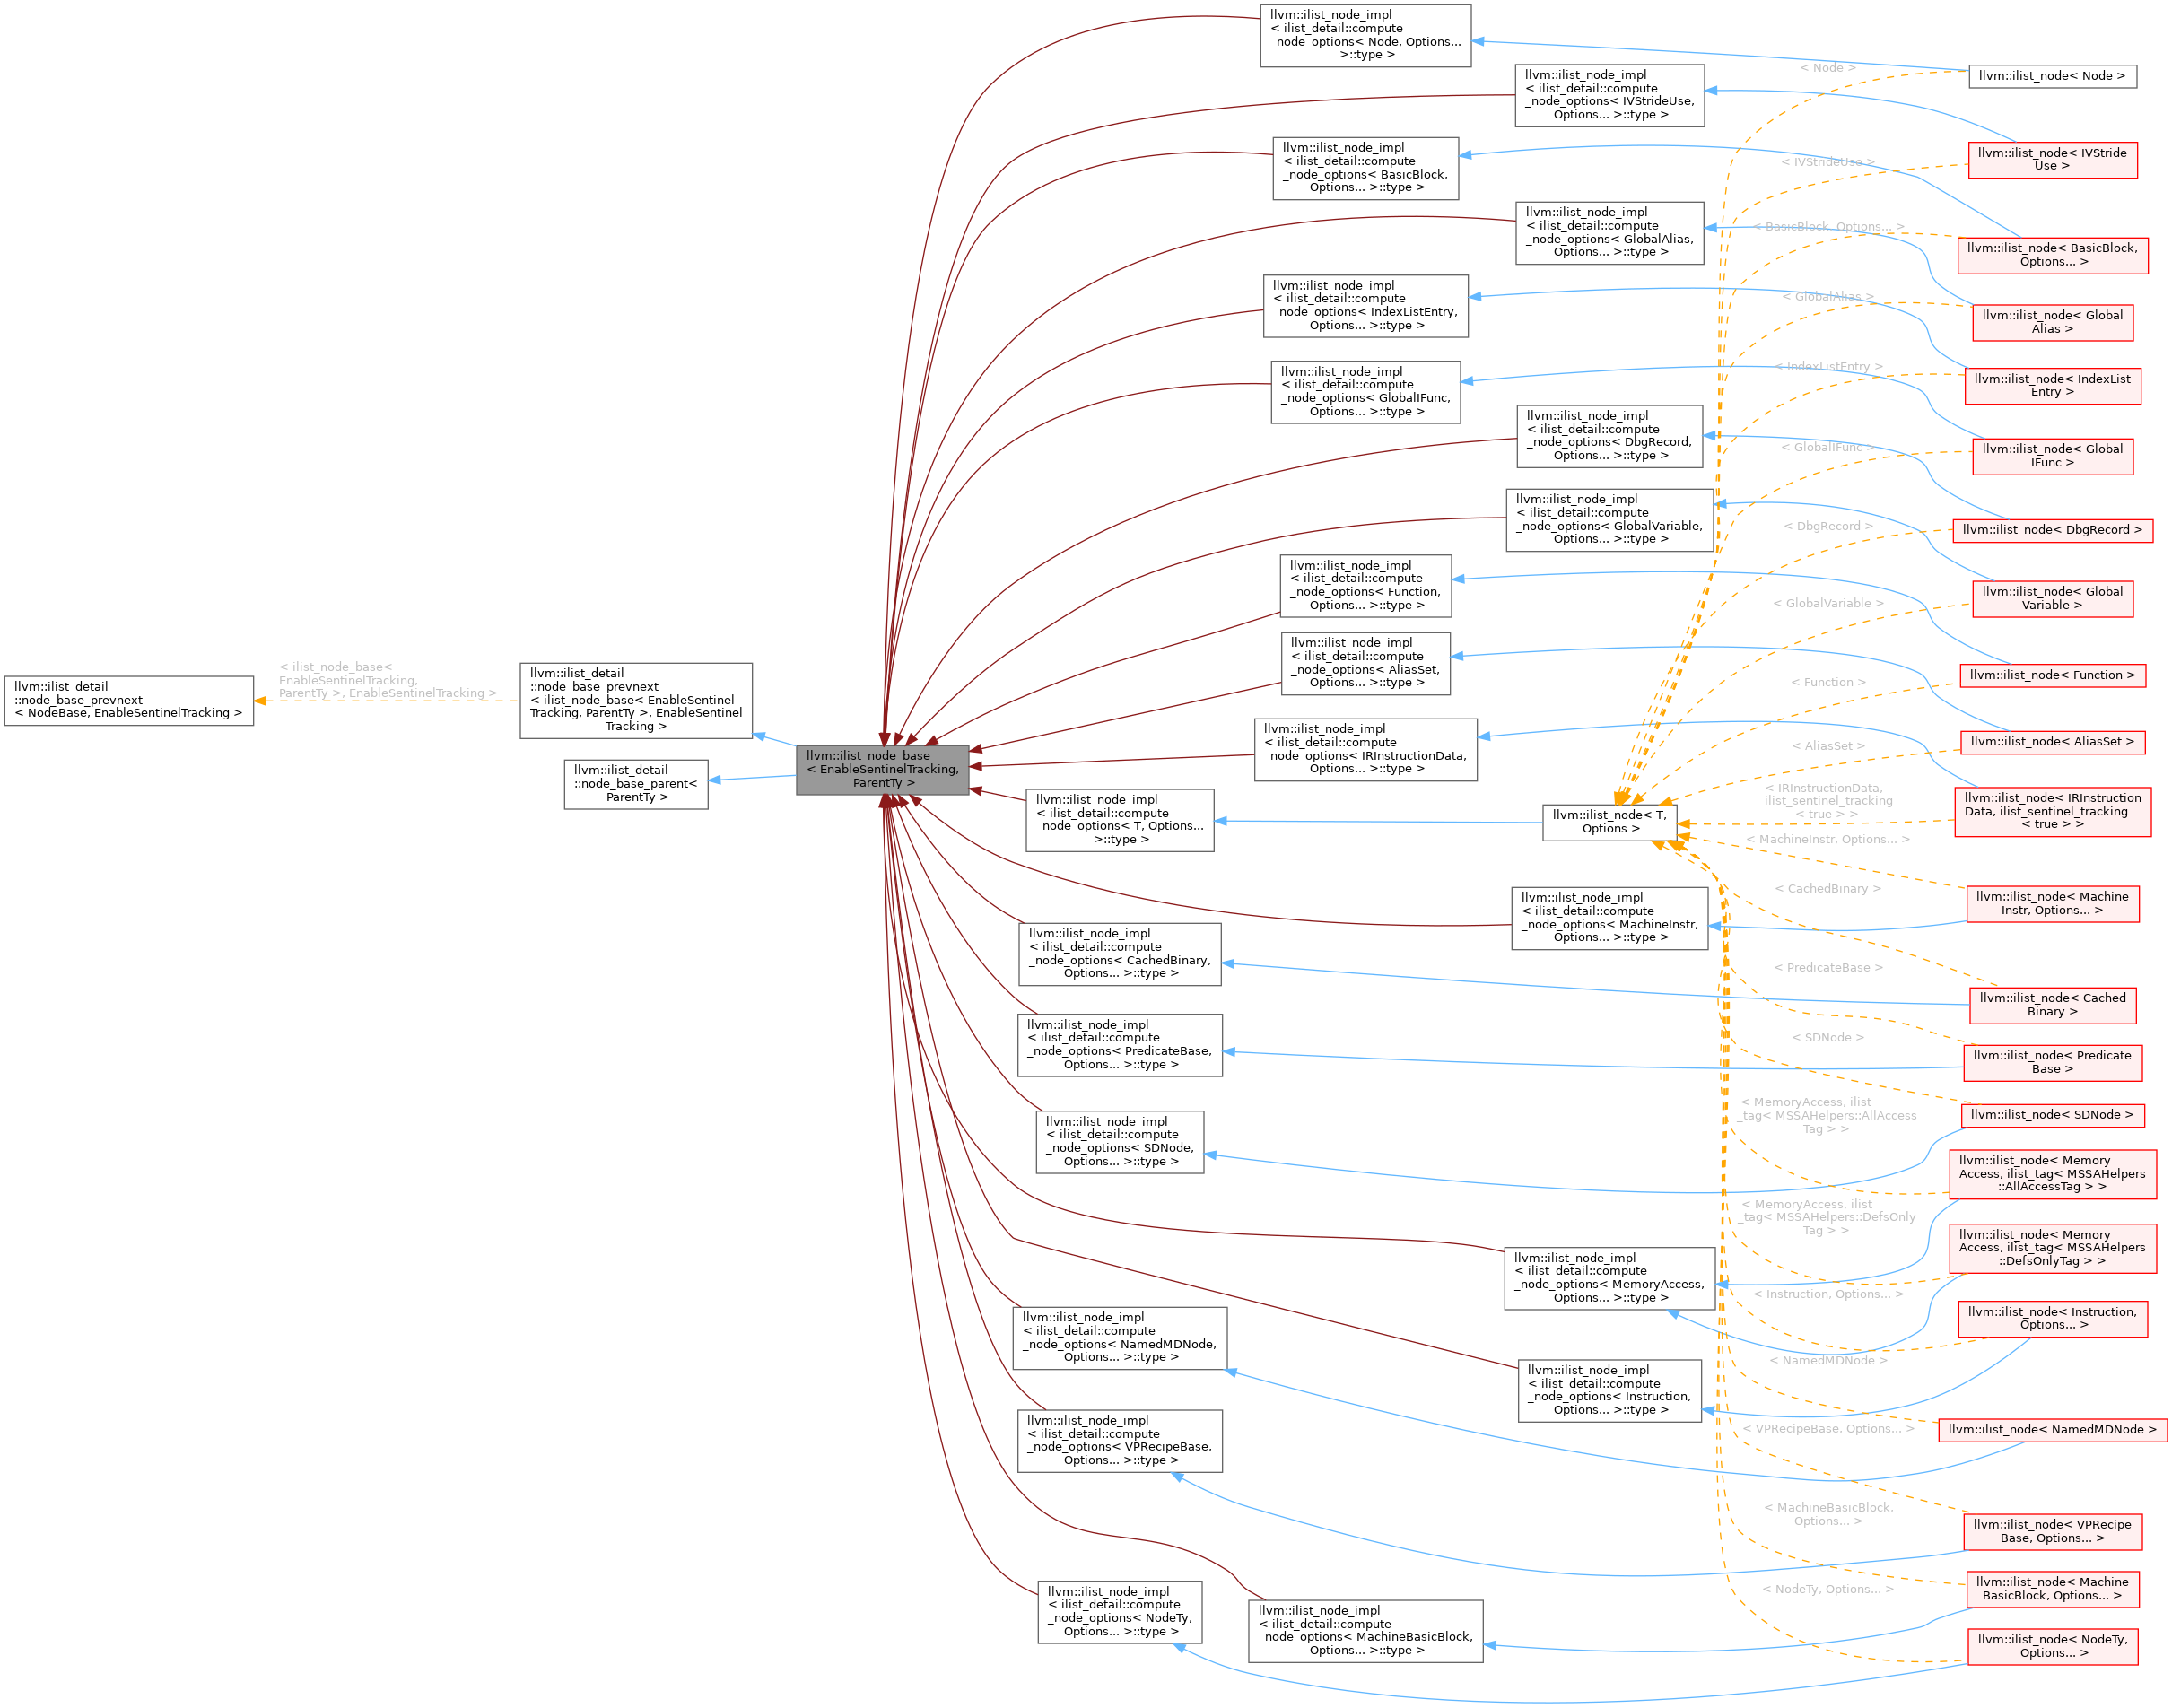 llvm::ilist_detail
::node_base_prevnext
< NodeBase, EnableSentinelTracking >
< ilist_node_base<
EnableSentinelTracking,
ParentTy >, EnableSentinelTracking >
llvm::ilist_detail
::node_base_prevnext
< ilist_node_base< EnableSentinel
Tracking, ParentTy >, EnableSentinel
Tracking >
llvm::ilist_detail
::node_base_parent<
ParentTy >
llvm::ilist_node_base
< EnableSentinelTracking,
ParentTy >
llvm::ilist_node_impl
< ilist_detail::compute
_node_options< Node, Options...
>::type >
llvm::ilist_node_impl
< ilist_detail::compute
_node_options< IVStrideUse,
Options... >::type >
llvm::ilist_node_impl
< ilist_detail::compute
_node_options< BasicBlock,
Options... >::type >
llvm::ilist_node_impl
< ilist_detail::compute
_node_options< GlobalAlias,
Options... >::type >
llvm::ilist_node_impl
< ilist_detail::compute
_node_options< IndexListEntry,
Options... >::type >
llvm::ilist_node_impl
< ilist_detail::compute
_node_options< GlobalIFunc,
Options... >::type >
llvm::ilist_node_impl
< ilist_detail::compute
_node_options< DbgRecord,
Options... >::type >
llvm::ilist_node_impl
< ilist_detail::compute
_node_options< GlobalVariable,
Options... >::type >
llvm::ilist_node_impl
< ilist_detail::compute
_node_options< Function,
Options... >::type >
llvm::ilist_node_impl
< ilist_detail::compute
_node_options< AliasSet,
Options... >::type >
llvm::ilist_node_impl
< ilist_detail::compute
_node_options< IRInstructionData,
Options... >::type >
llvm::ilist_node_impl
< ilist_detail::compute
_node_options< T, Options...
>::type >
llvm::ilist_node_impl
< ilist_detail::compute
_node_options< MachineInstr,
Options... >::type >
llvm::ilist_node_impl
< ilist_detail::compute
_node_options< CachedBinary,
Options... >::type >
llvm::ilist_node_impl
< ilist_detail::compute
_node_options< PredicateBase,
Options... >::type >
llvm::ilist_node_impl
< ilist_detail::compute
_node_options< SDNode,
Options... >::type >
llvm::ilist_node_impl
< ilist_detail::compute
_node_options< MemoryAccess,
Options... >::type >
llvm::ilist_node_impl
< ilist_detail::compute
_node_options< NamedMDNode,
Options... >::type >
llvm::ilist_node_impl
< ilist_detail::compute
_node_options< Instruction,
Options... >::type >
llvm::ilist_node_impl
< ilist_detail::compute
_node_options< VPRecipeBase,
Options... >::type >
llvm::ilist_node_impl
< ilist_detail::compute
_node_options< NodeTy,
Options... >::type >
llvm::ilist_node_impl
< ilist_detail::compute
_node_options< MachineBasicBlock,
Options... >::type >
llvm::ilist_node< T,
Options >
< Node >
< IVStrideUse >
< BasicBlock, Options... >
< GlobalAlias >
< IndexListEntry >
< GlobalIFunc >
< DbgRecord >
< GlobalVariable >
< Function >
< AliasSet >
< IRInstructionData,
ilist_sentinel_tracking
< true > >
< MachineInstr, Options... >
< CachedBinary >
< PredicateBase >
< SDNode >
< MemoryAccess, ilist
_tag< MSSAHelpers::AllAccess
Tag > >
< MemoryAccess, ilist
_tag< MSSAHelpers::DefsOnly
Tag > >
< Instruction, Options... >
< NamedMDNode >
< VPRecipeBase, Options... >
< MachineBasicBlock,
Options... >
< NodeTy, Options... >
llvm::ilist_node< Node >
llvm::ilist_node< IVStride
Use >
llvm::ilist_node< BasicBlock,
Options... >
llvm::ilist_node< Global
Alias >
llvm::ilist_node< IndexList
Entry >
llvm::ilist_node< Global
IFunc >
llvm::ilist_node< DbgRecord >
llvm::ilist_node< Global
Variable >
llvm::ilist_node< Function >
llvm::ilist_node< AliasSet >
llvm::ilist_node< IRInstruction
Data, ilist_sentinel_tracking
< true > >
llvm::ilist_node< Machine
Instr, Options... >
llvm::ilist_node< Cached
Binary >
llvm::ilist_node< Predicate
Base >
llvm::ilist_node< SDNode >
llvm::ilist_node< Memory
Access, ilist_tag< MSSAHelpers
::AllAccessTag > >
llvm::ilist_node< Memory
Access, ilist_tag< MSSAHelpers
::DefsOnlyTag > >
llvm::ilist_node< Instruction,
Options... >
llvm::ilist_node< NamedMDNode >
llvm::ilist_node< VPRecipe
Base, Options... >
llvm::ilist_node< Machine
BasicBlock, Options... >
llvm::ilist_node< NodeTy,
Options... >